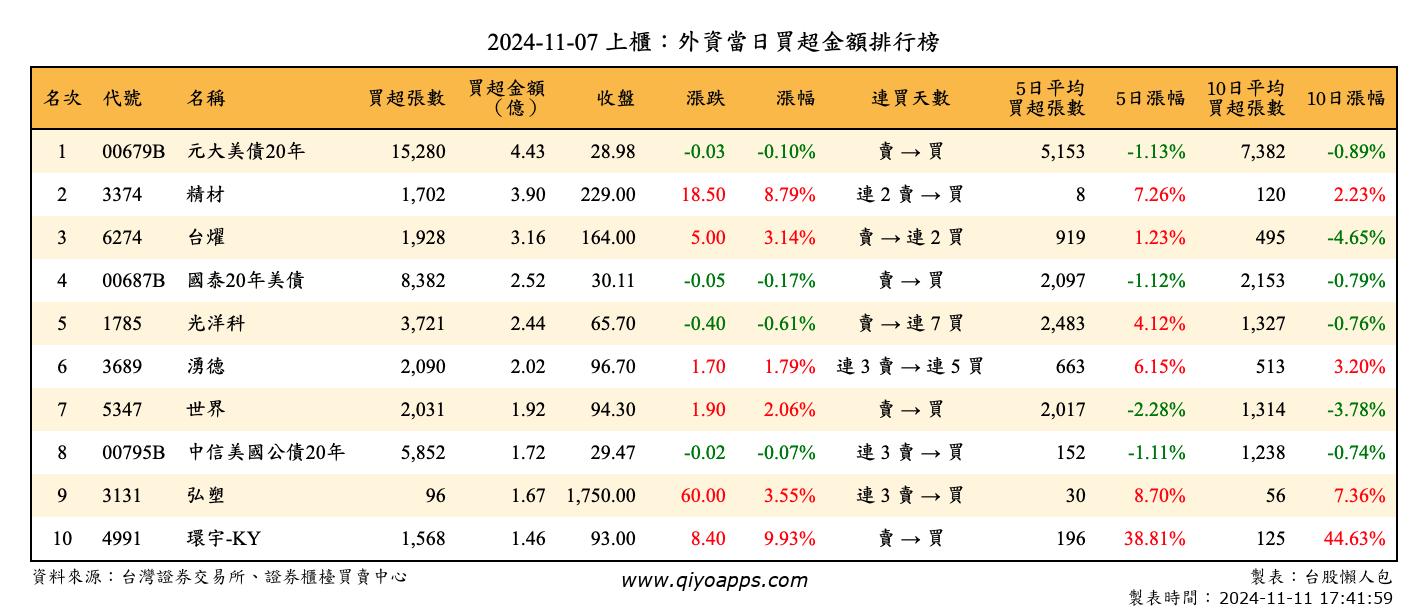 2024-11-07 上櫃：外資當日買超金額排行榜
名次 代號 名稱 買超張數 買超金額（億） 收盤 漲跌 漲幅 連買天數 5日平均買超張數 5日漲幅 10日平均買超張數 10日漲幅
1 00679B 元大美債20年 15,280 4.43 28.98 -0.03 -0.10% 賣 → 買 5,153 -1.13% 7,382 -0.89%
2 3374 精材 1,702 3.90 229.00 18.50 8.79% 連 2 賣 → 買 8 7.26% 120 2.23%
3 6274 台燿 1,928 3.16 164.00 5.00 3.14% 賣 → 連 2 買 919 1.23% 495 -4.65%
4 00687B 國泰20年美債 8,382 2.52 30.11 -0.05 -0.17% 賣 → 買 2,097 -1.12% 2,153 -0.79%
5 1785 光洋科 3,721 2.44 65.70 -0.40 -0.61% 賣 → 連 7 買 2,483 4.12% 1,327 -0.76%
6 3689 湧德 2,090 2.02 96.70 1.70 1.79% 連 3 賣 → 連 5 買 663 6.15% 513 3.20%
7 5347 世界 2,031 1.92 94.30 1.90 2.06% 賣 → 買 2,017 -2.28% 1,314 -3.78%
8 00795B 中信美國公債20年 5,852 1.72 29.47 -0.02 -0.07% 連 3 賣 → 買 152 -1.11% 1,238 -0.74%
9 3131 弘塑 96 1.67 1,750.00 60.00 3.55% 連 3 賣 → 買 30 8.70% 56 7.36%
10 4991 環宇-KY 1,568 1.46 93.00 8.40 9.93% 賣 → 買 196 38.81% 125 44.63%
資料來源：台灣證券交易所、證券櫃檯買賣中心 www.qiyoapps.com 製表：台股懶人包
製表時間：2024-11-11 17:41:59